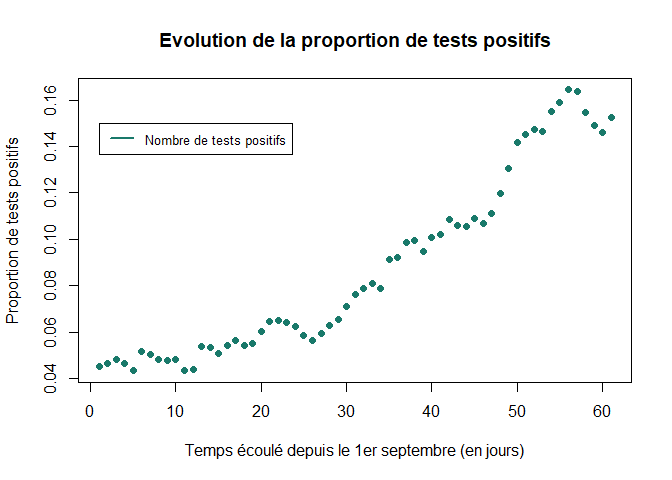 Evolution de la proportion de tests positifs
Proportion de tests positifs
0.16
0.14
0.12
0.10
0.08
0.06
0.04
Nombre de tests positifs
0 10 20 30 40 50 60
Temps écoulé depuis le 1er septembre (en jours)